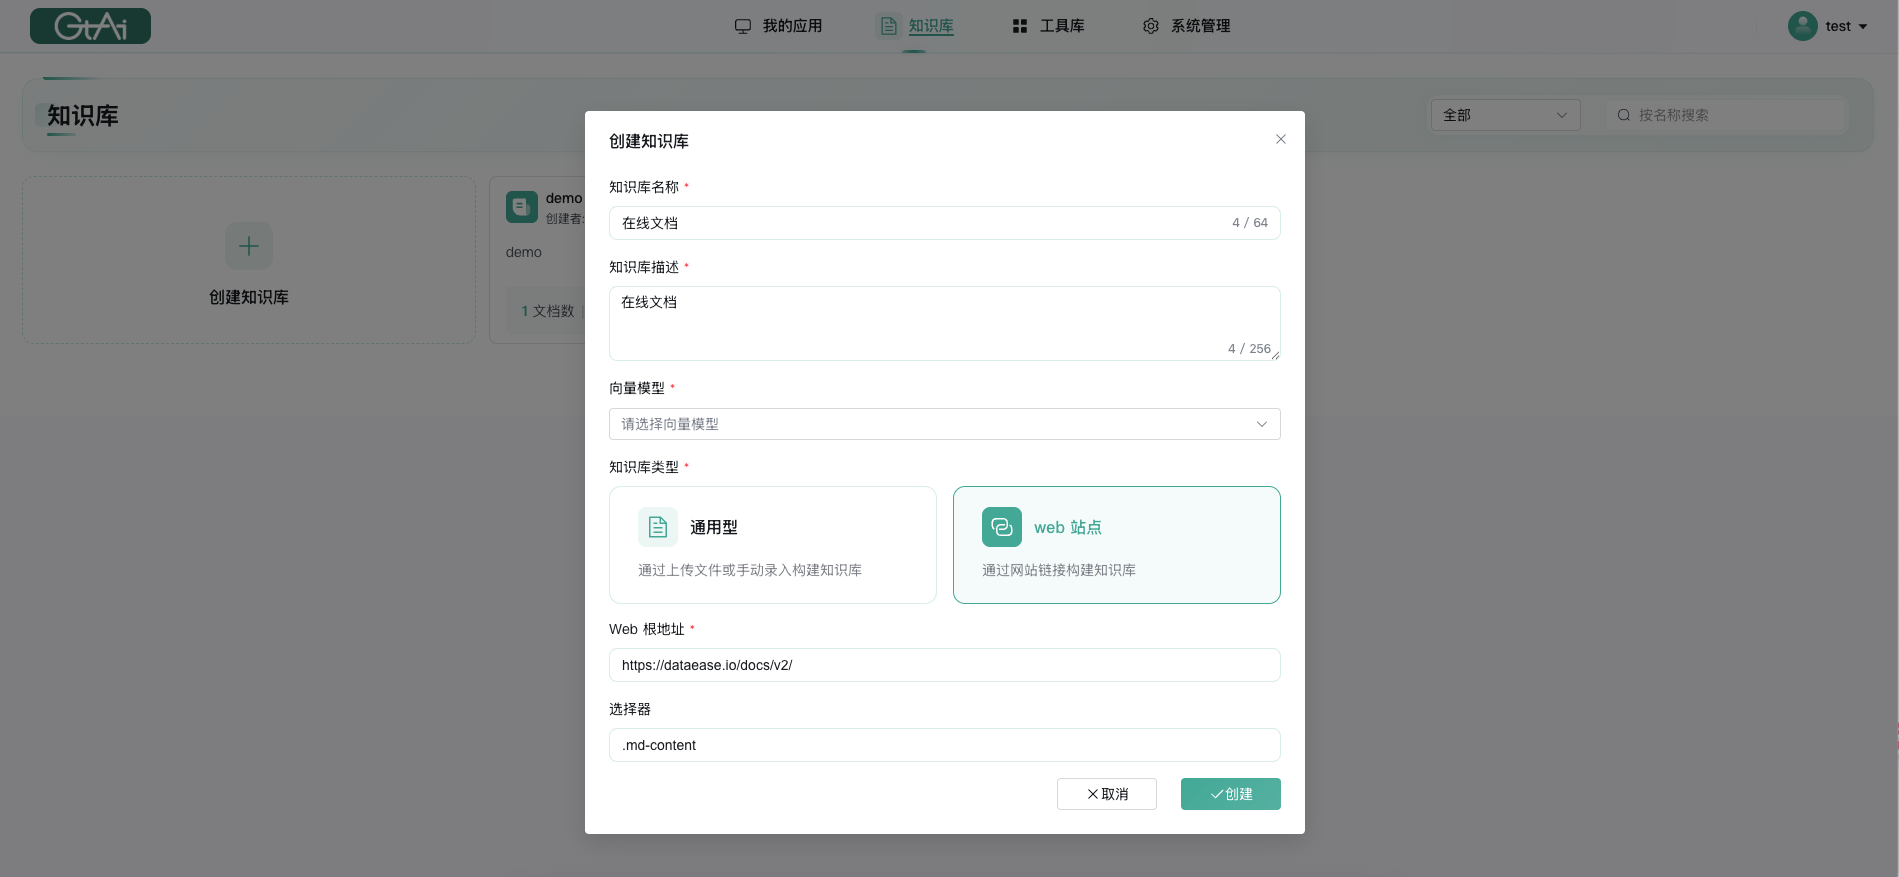 GtAi
我的应用
知识库
工具库
系统管理
test
知识库
全部
按名称搜索
创建知识库
demo
创建者:
demo
1 文档数
创建知识库
知识库名称 *
在线文档
4 / 64
知识库描述 *
在线文档
4 / 256
向量模型 *
请选择向量模型
知识库类型 *
通用型
通过上传文件或手动录入构建知识库
web 站点
通过网站链接构建知识库
Web 根地址 *
https://dataease.io/docs/v2/
选择器
.md-content
取消
创建